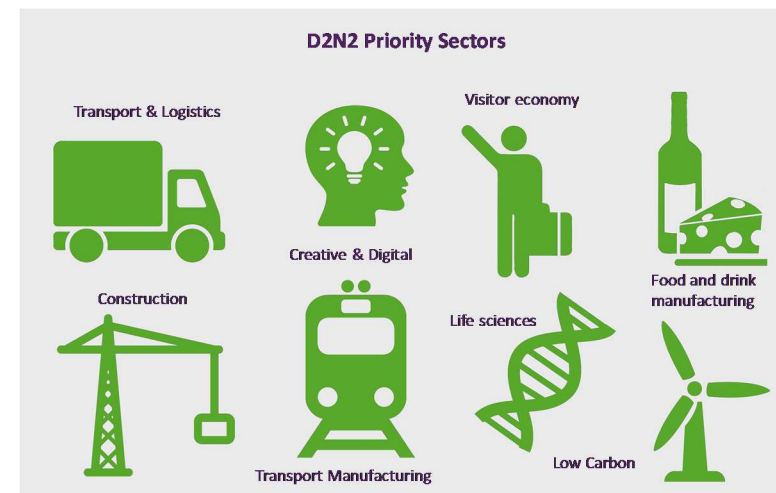 D2N2 Priority Sectors
Transport & Logistics
Creative & Digital
Visitor economy
Food and drink
manufacturing
Construction
Transport Manufacturing
Life sciences
Low Carbon